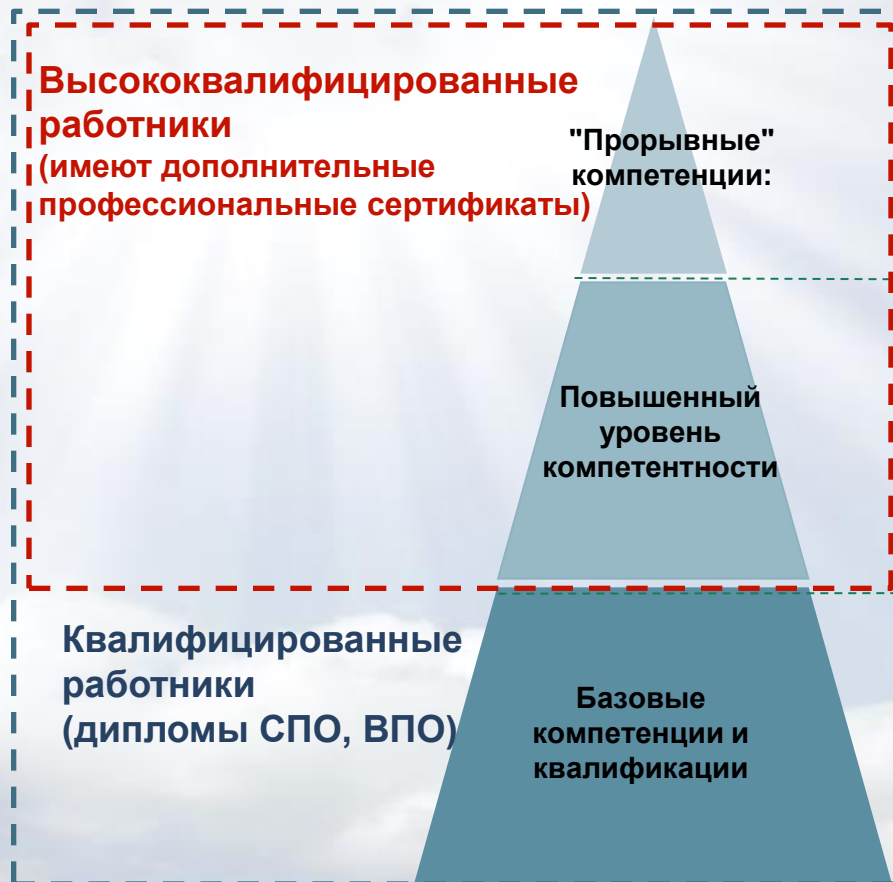 Высококвалифицированные
работники
(имеют дополнительные
профессиональные сертификаты)
"Прорывные"
компетенции:
Повышенный
уровень
компетентности
Квалифицированные
работники
(дипломы СПО, ВПО)
Базовые
компетенции и
квалификации